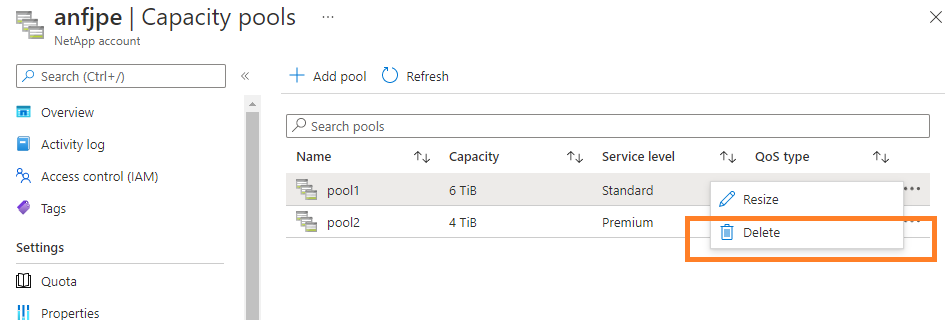 anfjpe | Capacity pools ...
NetApp account
Search (Ctrl+/) «
Add pool Refresh
Overview
Activity log
Access control (IAM)
Tags
Settings
Quota
Properties
Search pools
Name Capacity Service level QoS type
pool1 6 TiB Standard ...
pool2 4 TiB Premium
Resize
Delete